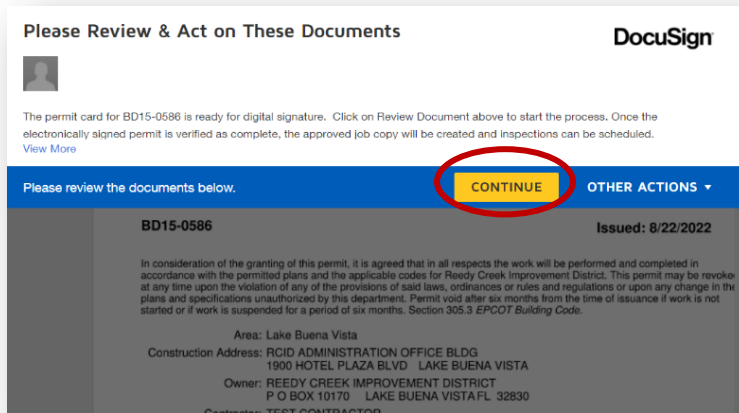 Please Review & Act on These Documents
DocuSign
The permit card for BD15-0586 is ready for digital signature. Click on Review Document above to start the process. Once the
electronically signed permit is verified as complete, the approved job copy will be created and inspections can be scheduled.
View More
Please review the documents below.
CONTINUE
OTHER ACTIONS
BD15-0586
Issued: 8/22/2022
In consideration of the granting of this permit, it is agreed that in all respects the work will be performed and completed in
accordance with the permitted plans and the applicable codes for Reedy Creek Improvement District. This permit may be revoke
at any time upon the violation of any of the provisions of said laws, ordinances or rules and regulations or upon any change in the
plans and specifications unauthorized by this department. Permit void after six months from the time of issuance if work is not
started or if work is suspended for a period of six months. Section 305.3 EPCOT Building Code.
Area: Lake Buena Vista
Construction Address: RCID ADMINISTRATION OFFICE BLDG
1900 HOTEL PLAZA BLVD LAKE BUENA VISTA
Owner: REEDY CREEK IMPROVEMENT DISTRICT
P O BOX 10170 LAKE BUENA VISTA FL 32830
Contractor: TEST CONTRACTOR